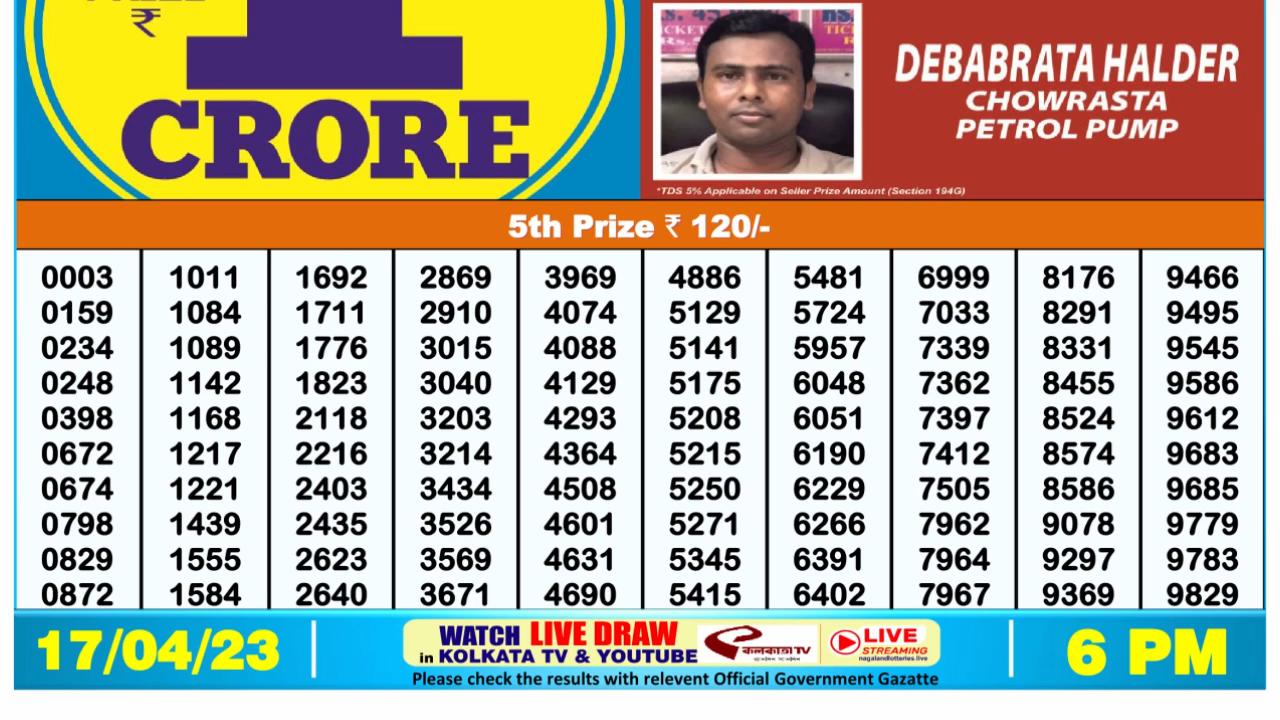 ₹
1
CRORE
DEBABRATA HALDER
CHOWRASTA
PETROL PUMP
*TDS 5% Applicable on Seller Prize Amount (Section 194G)
5th Prize ₹ 120/-
0003 1011 1692 2869 3969 4886 5481 6999 8176 9466
0159 1084 1711 2910 4074 5129 5724 7033 8291 9495
0234 1089 1776 3015 4088 5141 5957 7339 8331 9545
0248 1142 1823 3040 4129 5175 6048 7362 8455 9586
0398 1168 2118 3203 4293 5208 6051 7397 8524 9612
0672 1217 2216 3214 4364 5215 6190 7412 8574 9683
0674 1221 2403 3434 4508 5250 6229 7505 8586 9685
0798 1439 2435 3526 4601 5271 6266 7962 9078 9779
0829 1555 2623 3569 4631 5345 6391 7964 9297 9783
0872 1584 2640 3671 4690 5415 6402 7967 9369 9829
17/04/23
WATCH LIVE DRAW
in KOLKATA TV & YOUTUBE
কলকাতা TV
LIVE
STREAMING
nagalandlotteries.live
Please check the results with relevent Official Government Gazatte
6 PM